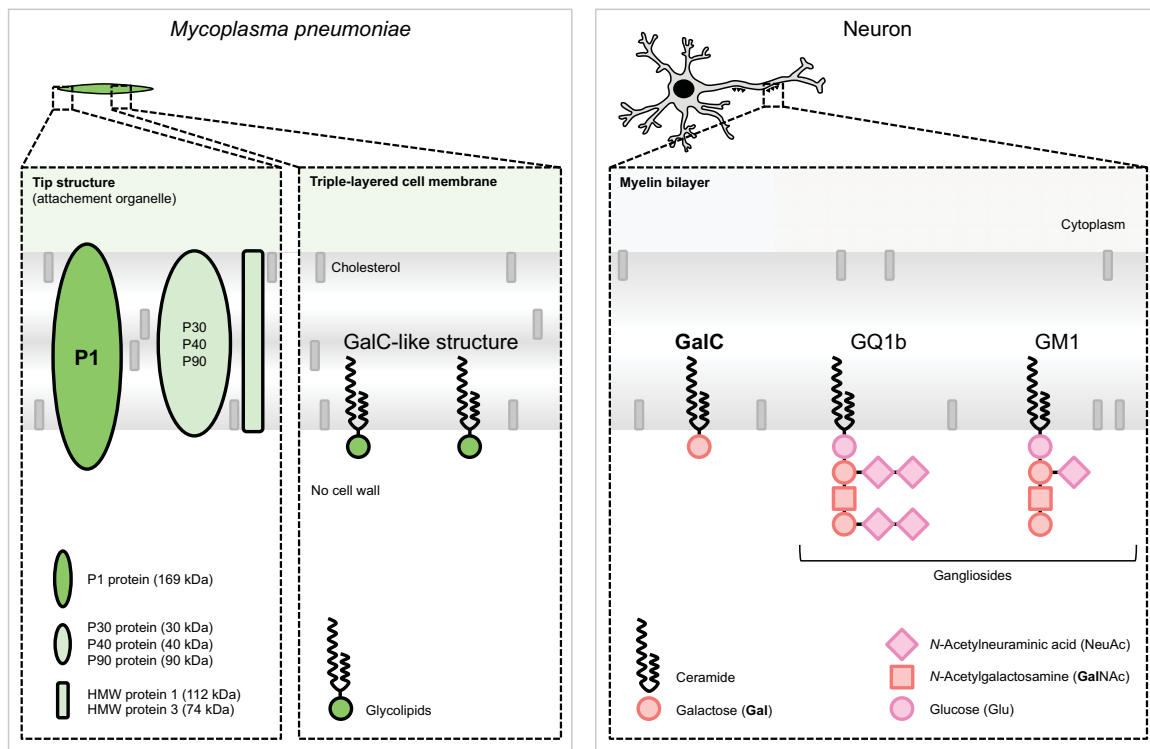 Mycoplasma pneumoniae
Tip structure
(attachement organelle)
P1
P30
P40
P90
P1 protein (169 kDa)
P30 protein (30 kDa)
P40 protein (40 kDa)
P90 protein (90 kDa)
HMW protein 1 (112 kDa)
HMW protein 3 (74 kDa)
Triple-layered cell membrane
Cholesterol
GalC-like structure
No cell wall
Glycolipids
Neuron
Myelin bilayer
Cytoplasm
GalC
GQ1b
GM1
Gangliosides
Ceramide
Galactose (Gal)
N-Acetylneuraminic acid (NeuAc)
N-Acetylgalactosamine (GalNAc)
Glucose (Glu)